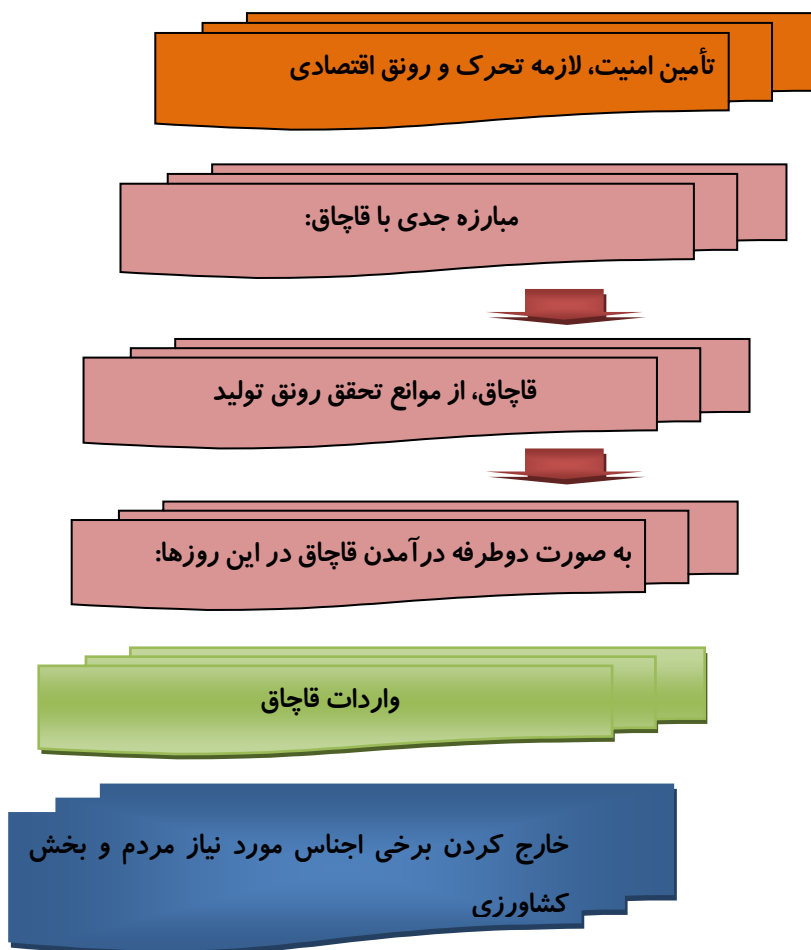 تأمین امنیت، لازمه تحرک و رونق اقتصادی
مبارزه جدی با قاچاق:
قاچاق، از موانع تحقق رونق تولید
به صورت دوطرفه درآمدن قاچاق در این روزها:
واردات قاچاق
خارج کردن برخی اجناس مورد نیاز مردم و بخش
کشاورزی